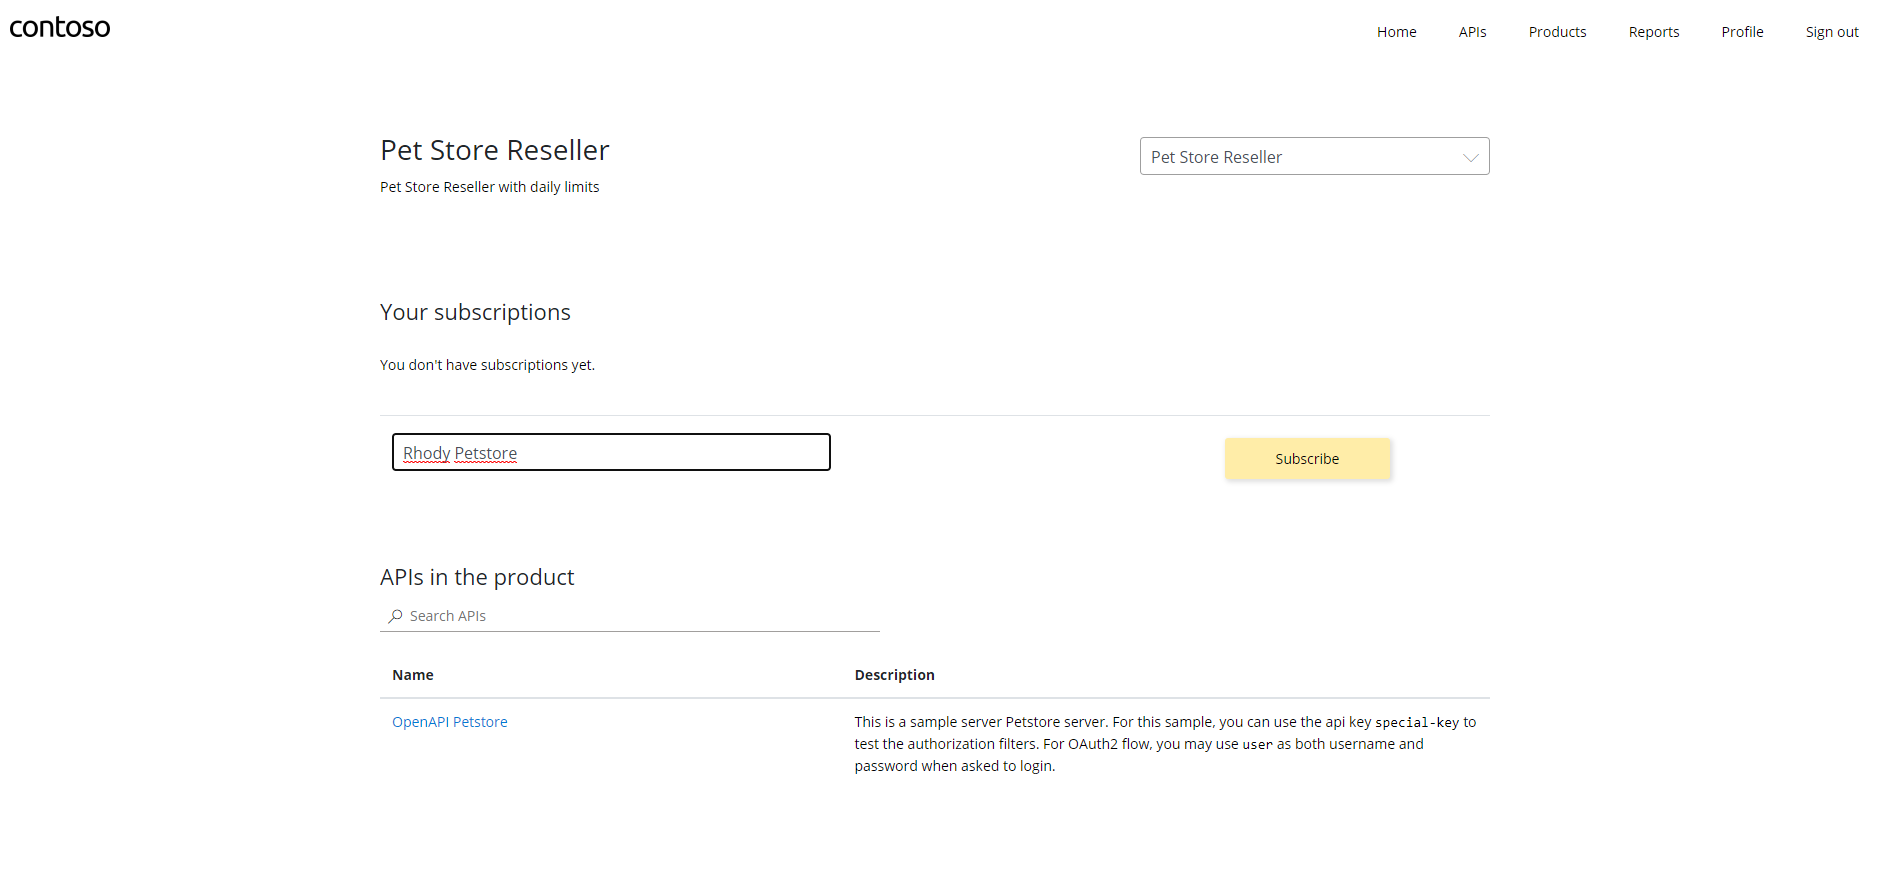 contoso
Home APIs Products Reports Profile Sign out
Pet Store Reseller
Pet Store Reseller
Pet Store Reseller with daily limits
Your subscriptions
You don't have subscriptions yet.
Rhody Petstore
Subscribe
APIs in the product
Search APIs
Name Description
OpenAPI Petstore This is a sample server Petstore server. For this sample, you can use the api key special-key to
test the authorization filters. For OAuth2 flow, you may use user as both username and
password when asked to login.